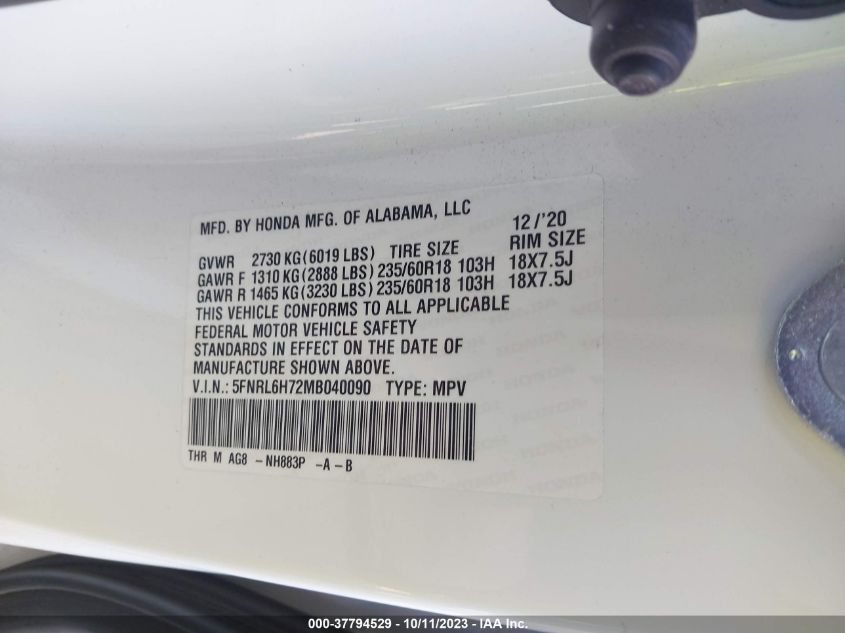 MFD. BY HONDA MFG. OF ALABAMA, LLC 12/'20
GVWR 2730 KG(6019 LBS) TIRE SIZE RIM SIZE
GAWR F 1310 KG(2888 LBS) 235/60R18 103H 18X7.5J
GAWR R 1465 KG(3230 LBS) 235/60R18 103H 18X7.5J
THIS VEHICLE CONFORMS TO ALL APPLICABLE
FEDERAL MOTOR VEHICLE SAFETY
STANDARDS IN EFFECT ON THE DATE OF
MANUFACTURE SHOWN ABOVE.
V.I.N.: 5FNRL6H72MB040090 TYPE: MPV
THR M AG8 -NH883P -A-B
000-37794529 - 10/11/2023 - IAA Inc.